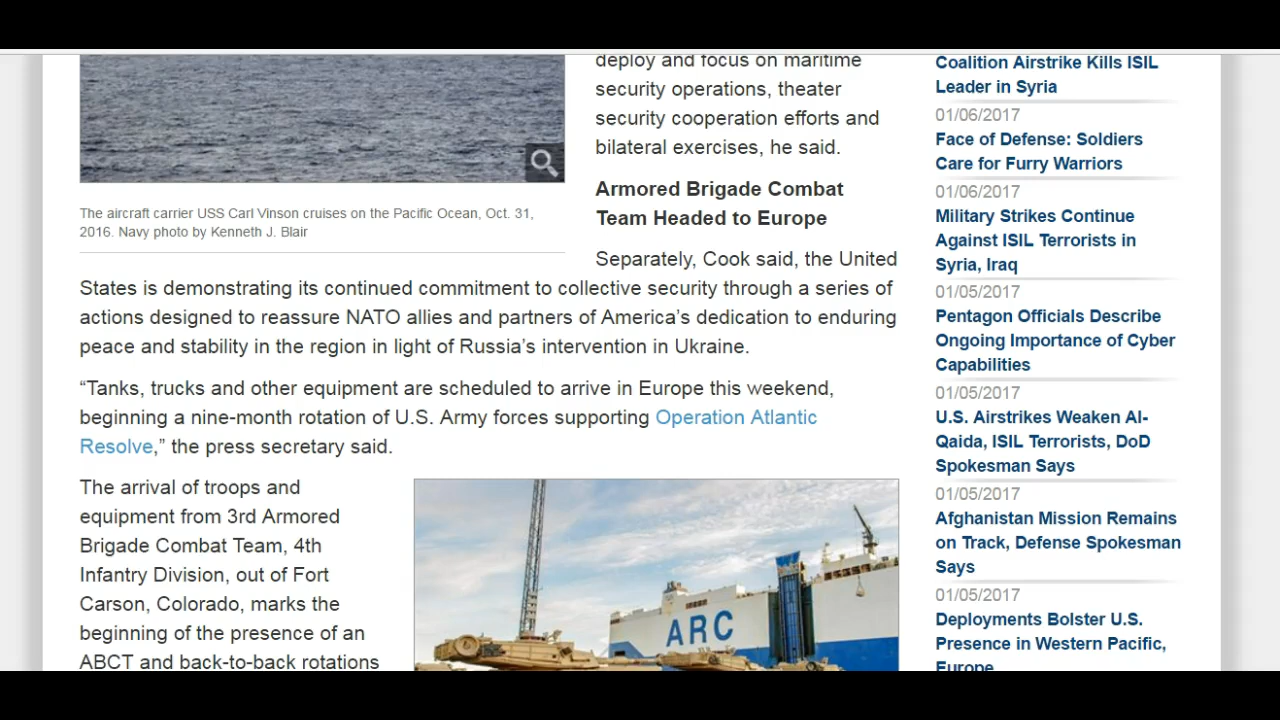 deploy and focus on maritime
security operations, theater
security cooperation efforts and
bilateral exercises, he said.
The aircraft carrier USS Carl Vinson cruises on the Pacific Ocean, Oct. 31,
2016. Navy photo by Kenneth J. Blair
Armored Brigade Combat
Team Headed to Europe
Separately, Cook said, the United
States is demonstrating its continued commitment to collective security through a series of
actions designed to reassure NATO allies and partners of America’s dedication to enduring
peace and stability in the region in light of Russia’s intervention in Ukraine.
“Tanks, trucks and other equipment are scheduled to arrive in Europe this weekend,
beginning a nine-month rotation of U.S. Army forces supporting Operation Atlantic
Resolve,” the press secretary said.
The arrival of troops and
equipment from 3rd Armored
Brigade Combat Team, 4th
Infantry Division, out of Fort
Carson, Colorado, marks the
beginning of the presence of an
ABCT and back-to-back rotations
ARC
Coalition Airstrike Kills ISIL
Leader in Syria
01/06/2017
Face of Defense: Soldiers
Care for Furry Warriors
01/06/2017
Military Strikes Continue
Against ISIL Terrorists in
Syria, Iraq
01/05/2017
Pentagon Officials Describe
Ongoing Importance of Cyber
Capabilities
01/05/2017
U.S. Airstrikes Weaken Al-
Qaida, ISIL Terrorists, DoD
Spokesman Says
01/05/2017
Afghanistan Mission Remains
on Track, Defense Spokesman
Says
01/05/2017
Deployments Bolster U.S.
Presence in Western Pacific,
Europe